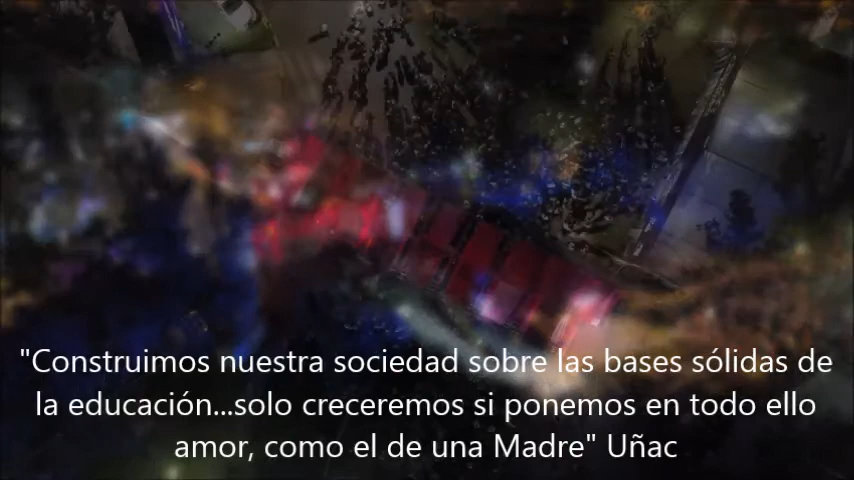 "Construimos nuestra sociedad sobre las bases sólidas de
la educación...solo creceremos si ponemos en todo ello
amor, como el de una Madre" Uñac